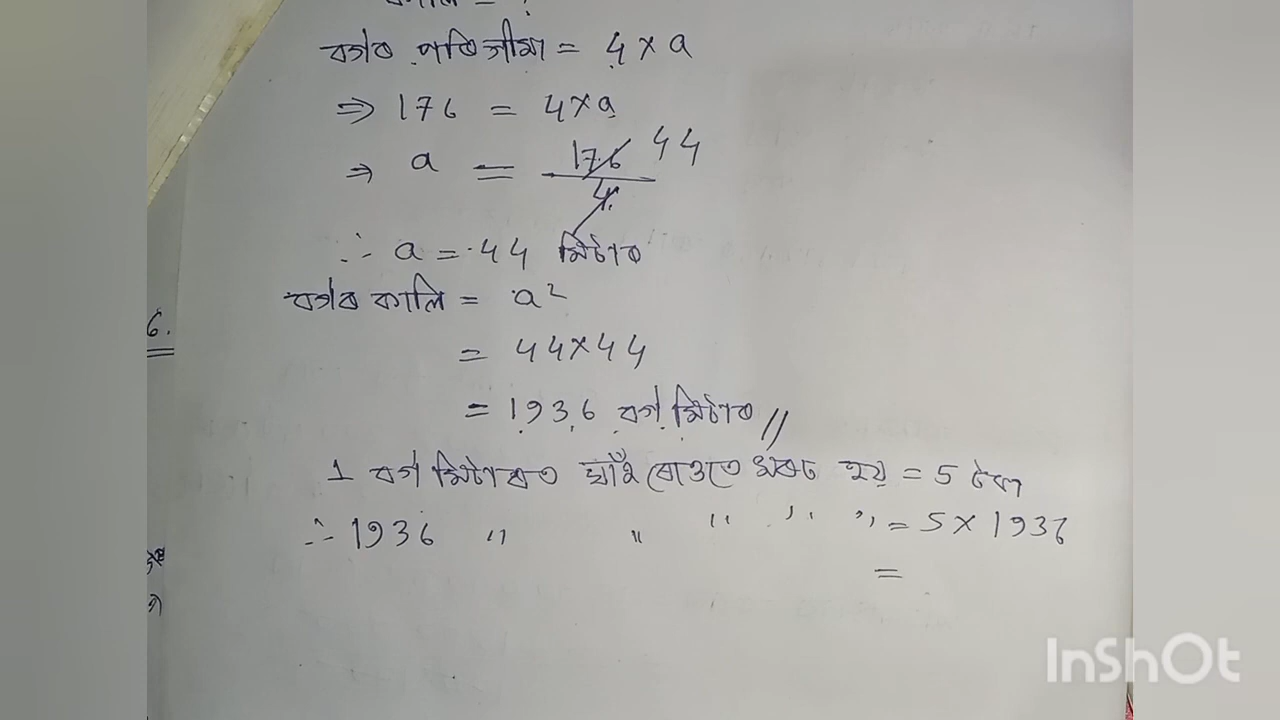 কালি = ?
বৰ্গৰ পৰিসীমা = 4 × a
⇒ 176 = 4 × a
⇒ a = 176/4 44
∴ a = 44 মিটাৰ
বৰ্গৰ কালি = a²
= 44 × 44
= 1936 বৰ্গ মিটাৰ //
6.
1 বৰ্গ মিটাৰত ঘাঁহ ৰোওতে খৰচ হয় = 5 টকা
∴ 1936 " " " " " = 5 × 1936
=
InShOt